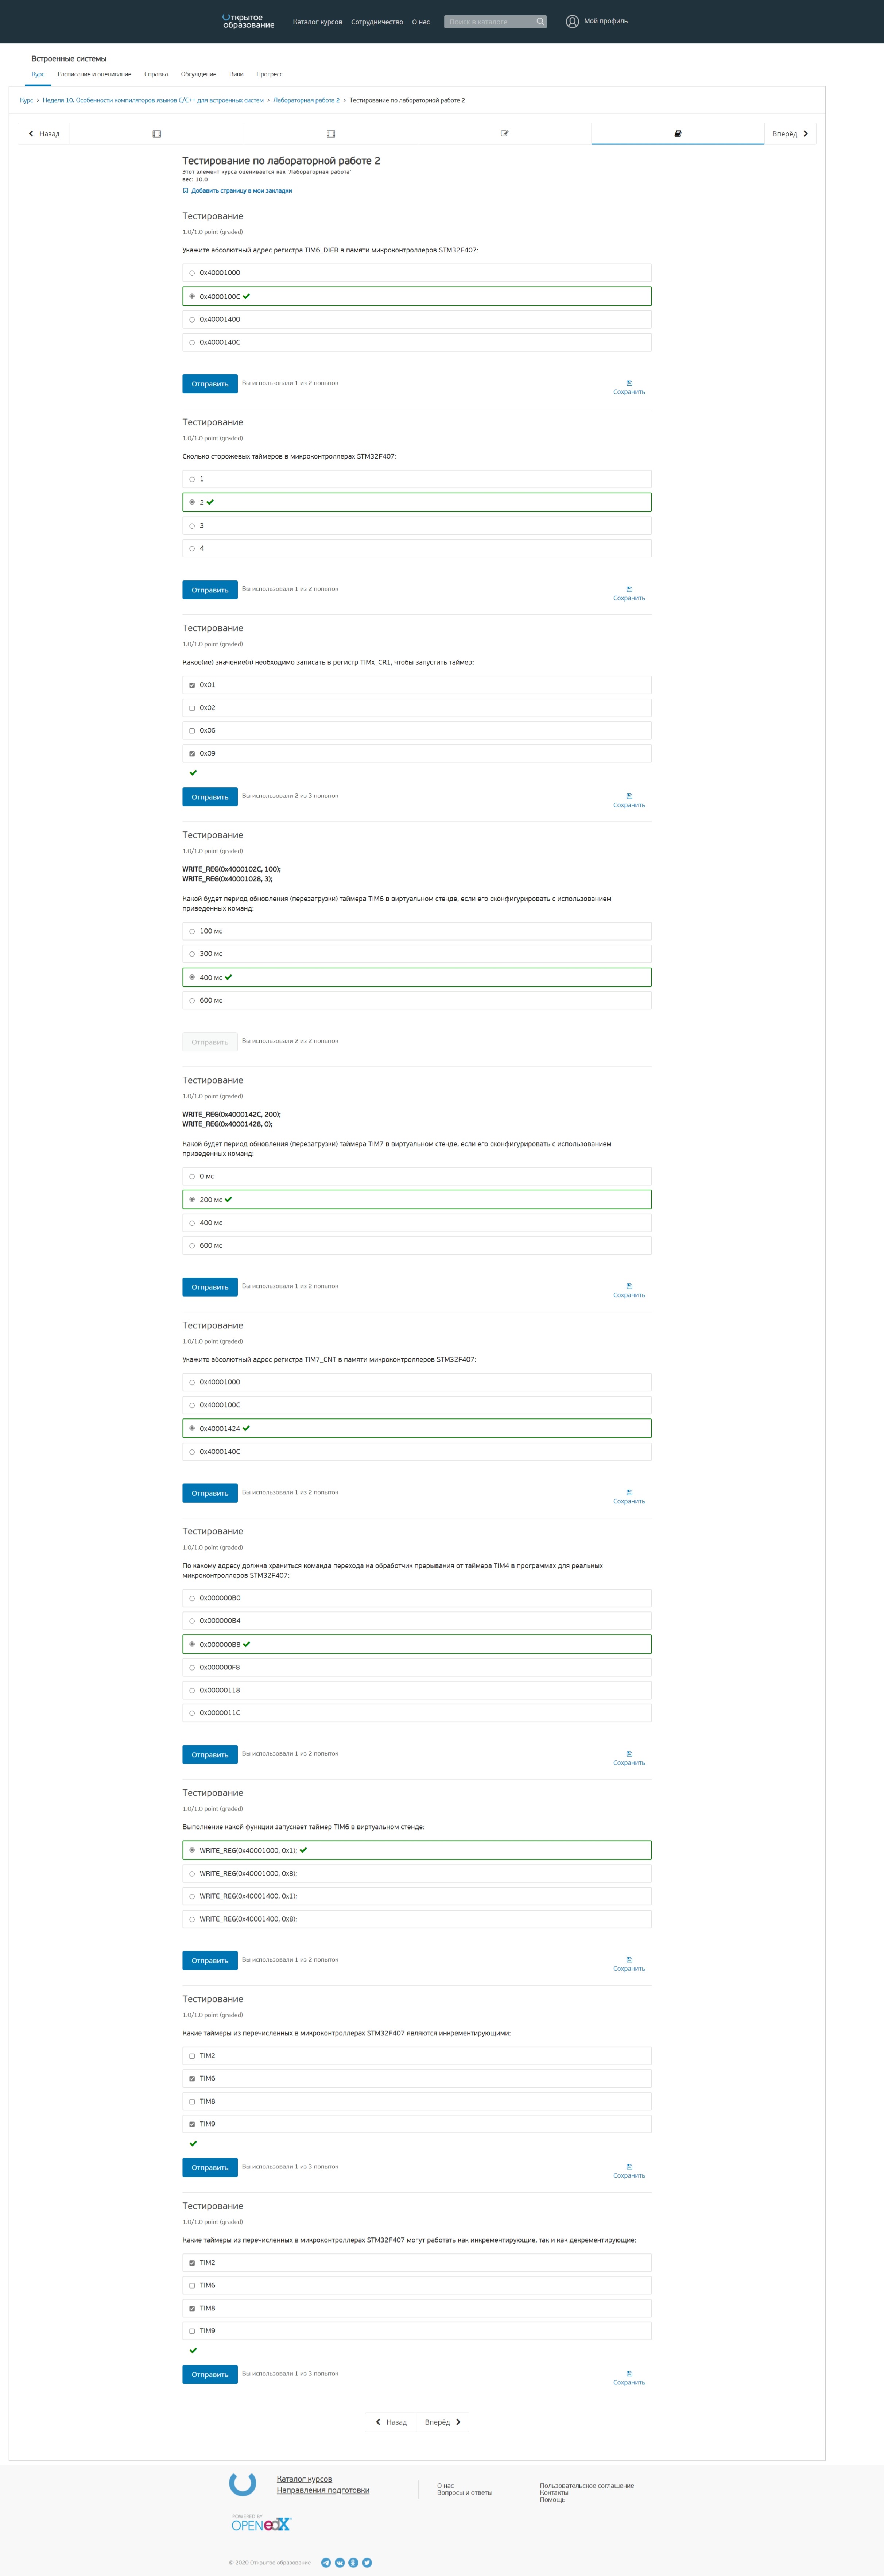 Открытое
образование
Каталог курсов
Сотрудничество
О нас
Поиск в каталоге
Мой профиль
Встроенные системы
Курс
Расписание и оценивание
Справка
Обсуждение
Вики
Прогресс
Курс > Неделя 10. Особенности компиляторов языков C/C++ для встроенных систем > Лабораторная работа 2 > Тестирование по лабораторной работе 2
Назад
Вперёд
Тестирование по лабораторной работе 2
Этот элемент курса оценивается как 'Лабораторная работа'
вес: 10.0
Добавить страницу в мои закладки
Тестирование
1.0/1.0 point (graded)
Укажите абсолютный адрес регистра TIM6_DIER в памяти микроконтроллеров STM32F407:
0x40001000
0x4000100C
0x40001400
0x4000140C
Отправить
Вы использовали 1 из 2 попыток
Сохранить
Тестирование
1.0/1.0 point (graded)
Сколько сторожевых таймеров в микроконтроллерах STM32F407:
1
2
3
4
Отправить
Вы использовали 1 из 2 попыток
Сохранить
Тестирование
1.0/1.0 point (graded)
Какое(ие) значение(я) необходимо записать в регистр TIMx_CR1, чтобы запустить таймер:
0x01
0x02
0x06
0x09
Отправить
Вы использовали 2 из 3 попыток
Сохранить
Тестирование
1.0/1.0 point (graded)
WRITE_REG(0x4000102C, 100);
WRITE_REG(0x40001028, 3);
Какой будет период обновления (перезагрузки) таймера TIM6 в виртуальном стенде, если его сконфигурировать с использованием
приведенных команд:
100 мс
300 мс
400 мс
600 мс
Отправить
Вы использовали 2 из 2 попыток
Тестирование
1.0/1.0 point (graded)
WRITE_REG(0x4000142C, 200);
WRITE_REG(0x40001428, 0);
Какой будет период обновления (перезагрузки) таймера TIM7 в виртуальном стенде, если его сконфигурировать с использованием
приведенных команд:
0 мс
200 мс
400 мс
600 мс
Отправить
Вы использовали 1 из 2 попыток
Сохранить
Тестирование
1.0/1.0 point (graded)
Укажите абсолютный адрес регистра TIM7_CNT в памяти микроконтроллеров STM32F407:
0x40001000
0x4000100C
0x40001424
0x4000140C
Отправить
Вы использовали 1 из 2 попыток
Сохранить
Тестирование
1.0/1.0 point (graded)
По какому адресу должна храниться команда перехода на обработчик прерывания от таймера TIM4 в программах для реальных
микроконтроллеров STM32F407:
0x000000B0
0x000000B4
0x000000B8
0x000000F8
0x00000118
0x0000011C
Отправить
Вы использовали 1 из 2 попыток
Сохранить
Тестирование
1.0/1.0 point (graded)
Выполнение какой функции запускает таймер TIM6 в виртуальном стенде:
WRITE_REG(0x40001000, 0x1);
WRITE_REG(0x40001000, 0x8);
WRITE_REG(0x40001400, 0x1);
WRITE_REG(0x40001400, 0x8);
Отправить
Вы использовали 1 из 2 попыток
Сохранить
Тестирование
1.0/1.0 point (graded)
Какие таймеры из перечисленных в микроконтроллерах STM32F407 являются инкрементирующими:
TIM2
TIM6
TIM8
TIM9
Отправить
Вы использовали 1 из 3 попыток
Сохранить
Тестирование
1.0/1.0 point (graded)
Какие таймеры из перечисленных в микроконтроллерах STM32F407 могут работать как инкрементирующие, так и как декрементирующие:
TIM2
TIM6
TIM8
TIM9
Отправить
Вы использовали 1 из 3 попыток
Сохранить
Назад
Вперёд
Каталог курсов
Направления подготовки
О нас
Вопросы и ответы
Пользовательское соглашение
Контакты
Помощь
POWERED BY
OPEN edX
© 2020 Открытое образование